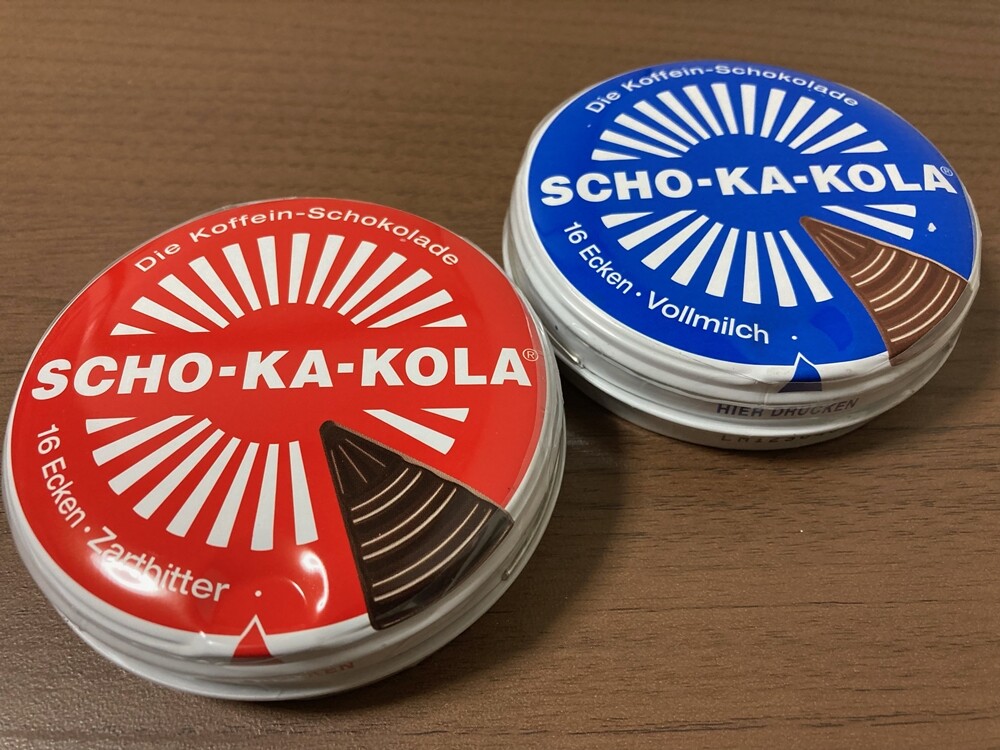 Die Koffein-Schokolade
SCHO-KA-KOLA®
16 Ecken · Zartbitter
Die Koffein-Schokolade
SCHO-KA-KOLA®
16 Ecken · Vollmilch
HIER DRÜCKEN